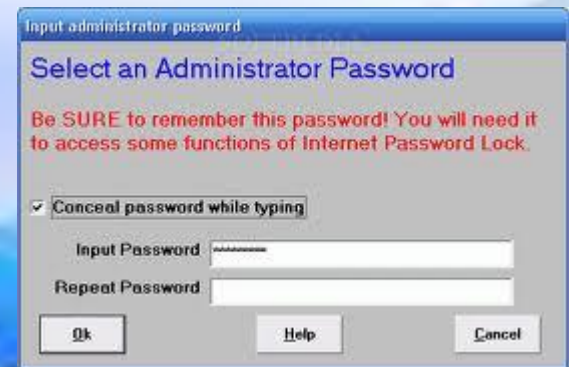 Input administrator password
Select an Administrator Password
Be SURE to remember this password! You will need it
to access some functions of Internet Password Lock.
Conceal password while typing
Input Password
Repeat Password
Ok
Help
Cancel